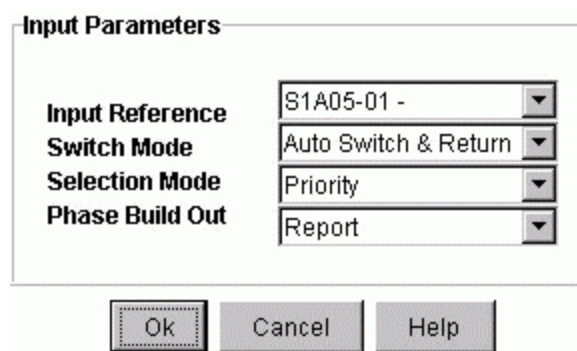 Input Parameters
Input Reference S1A05-01 -
Switch Mode Auto Switch & Return
Selection Mode Priority
Phase Build Out Report
Ok Cancel Help